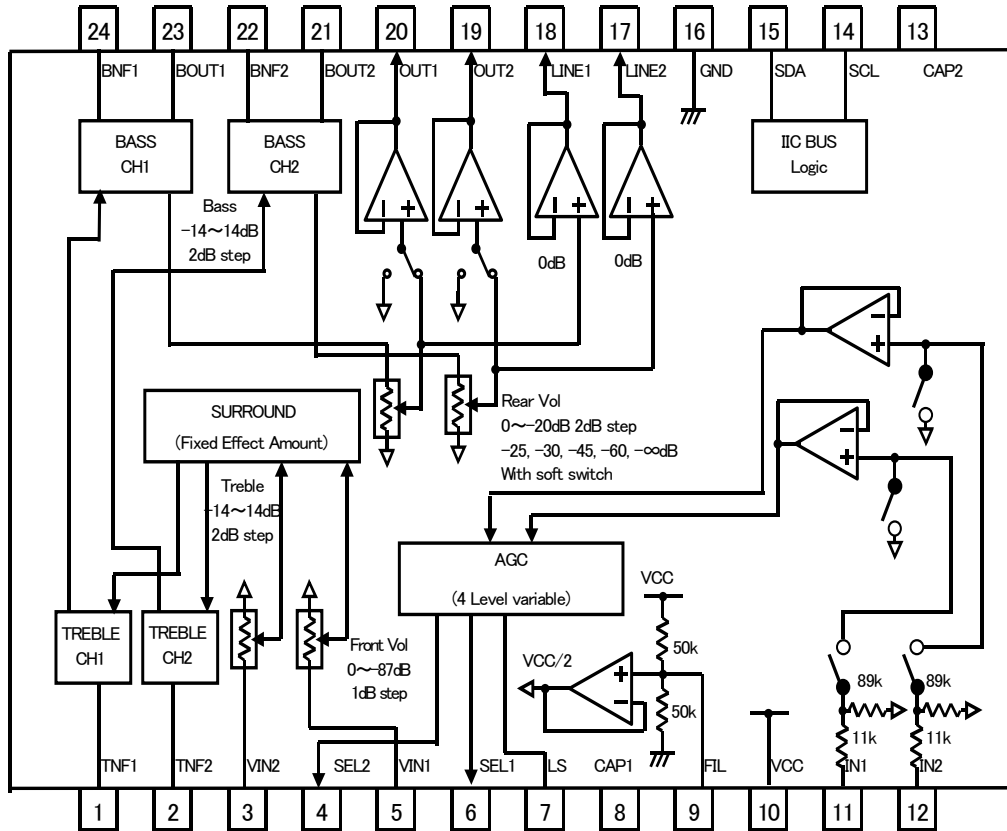 24 23 22 21 20 19 18 17 16 15 14 13
BNF1 BOUT1 BNF2 BOUT2 OUT1 OUT2 LINE1 LINE2 GND SDA SCL CAP2
BASS
CH1
BASS
CH2
IIC BUS
Logic
Bass
-14～14dB
2dB step
0dB
0dB
SURROUND
(Fixed Effect Amount)
Rear Vol
0～-20dB 2dB step
-25, -30, -45, -60, -∞dB
With soft switch
Treble
-14～14dB
2dB step
AGC
(4 Level variable)
TREBLE
CH1
TREBLE
CH2
Front Vol
0～-87dB
1dB step
VCC
50k
VCC/2
50k
89k
89k
11k
11k
TNF1 TNF2 VIN2 SEL2 VIN1 SEL1 LS CAP1 FIL VCC IN1 IN2
1 2 3 4 5 6 7 8 9 10 11 12